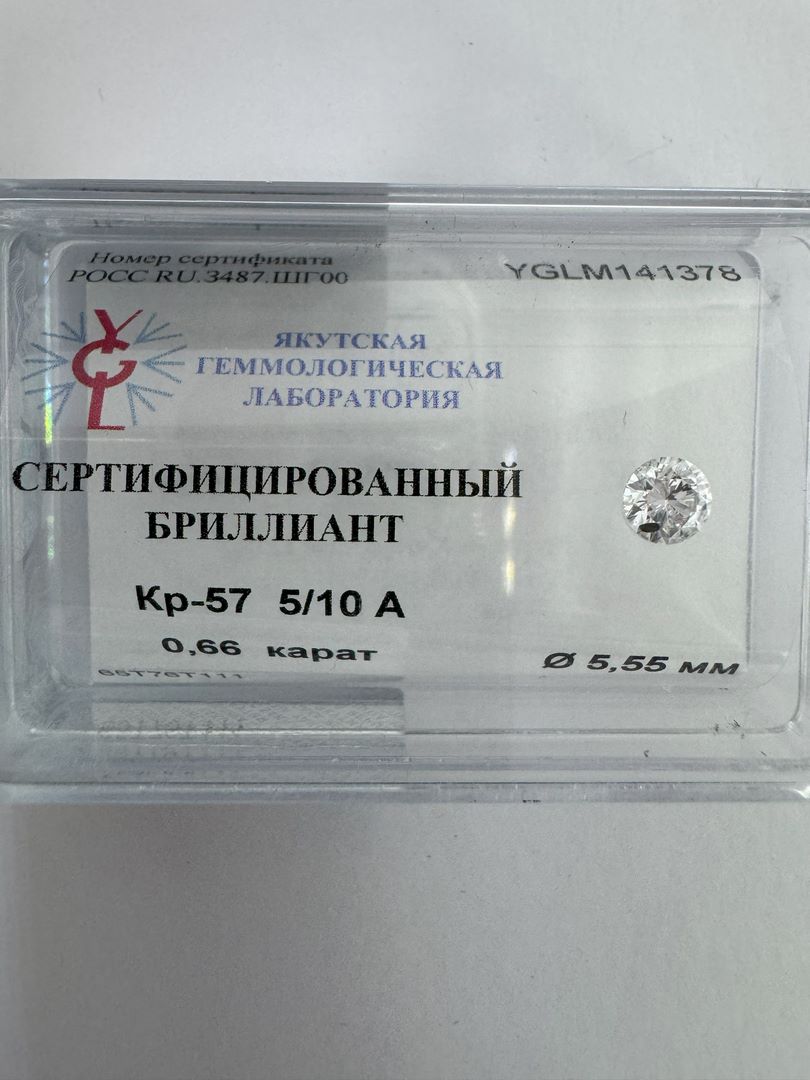 Номер сертификата
РОСС RU.3487.ШГ00
YGLM141378
YGL
ЯКУТСКАЯ
ГЕММОЛОГИЧЕСКАЯ
ЛАБОРАТОРИЯ
СЕРТИФИЦИРОВАННЫЙ
БРИЛЛИАНТ
Кр-57 5/10 А
0,66 карат
Ø 5,55 мм